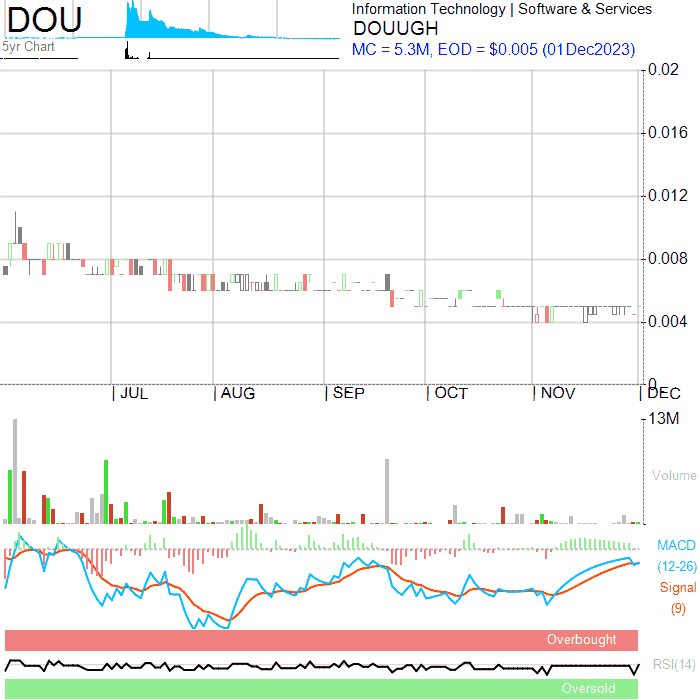 DOU
5yr Chart
Information Technology | Software & Services
DOUUGH
MC = 5.3M, EOD = $0.005 (01Dec2023)
0.02
0.016
0.012
0.008
0.004
0
JUL
AUG
SEP
OCT
NOV
DEC
13M
Volume
MACD
(12-26)
Signal
(9)
Overbought
RSI(14)
Oversold